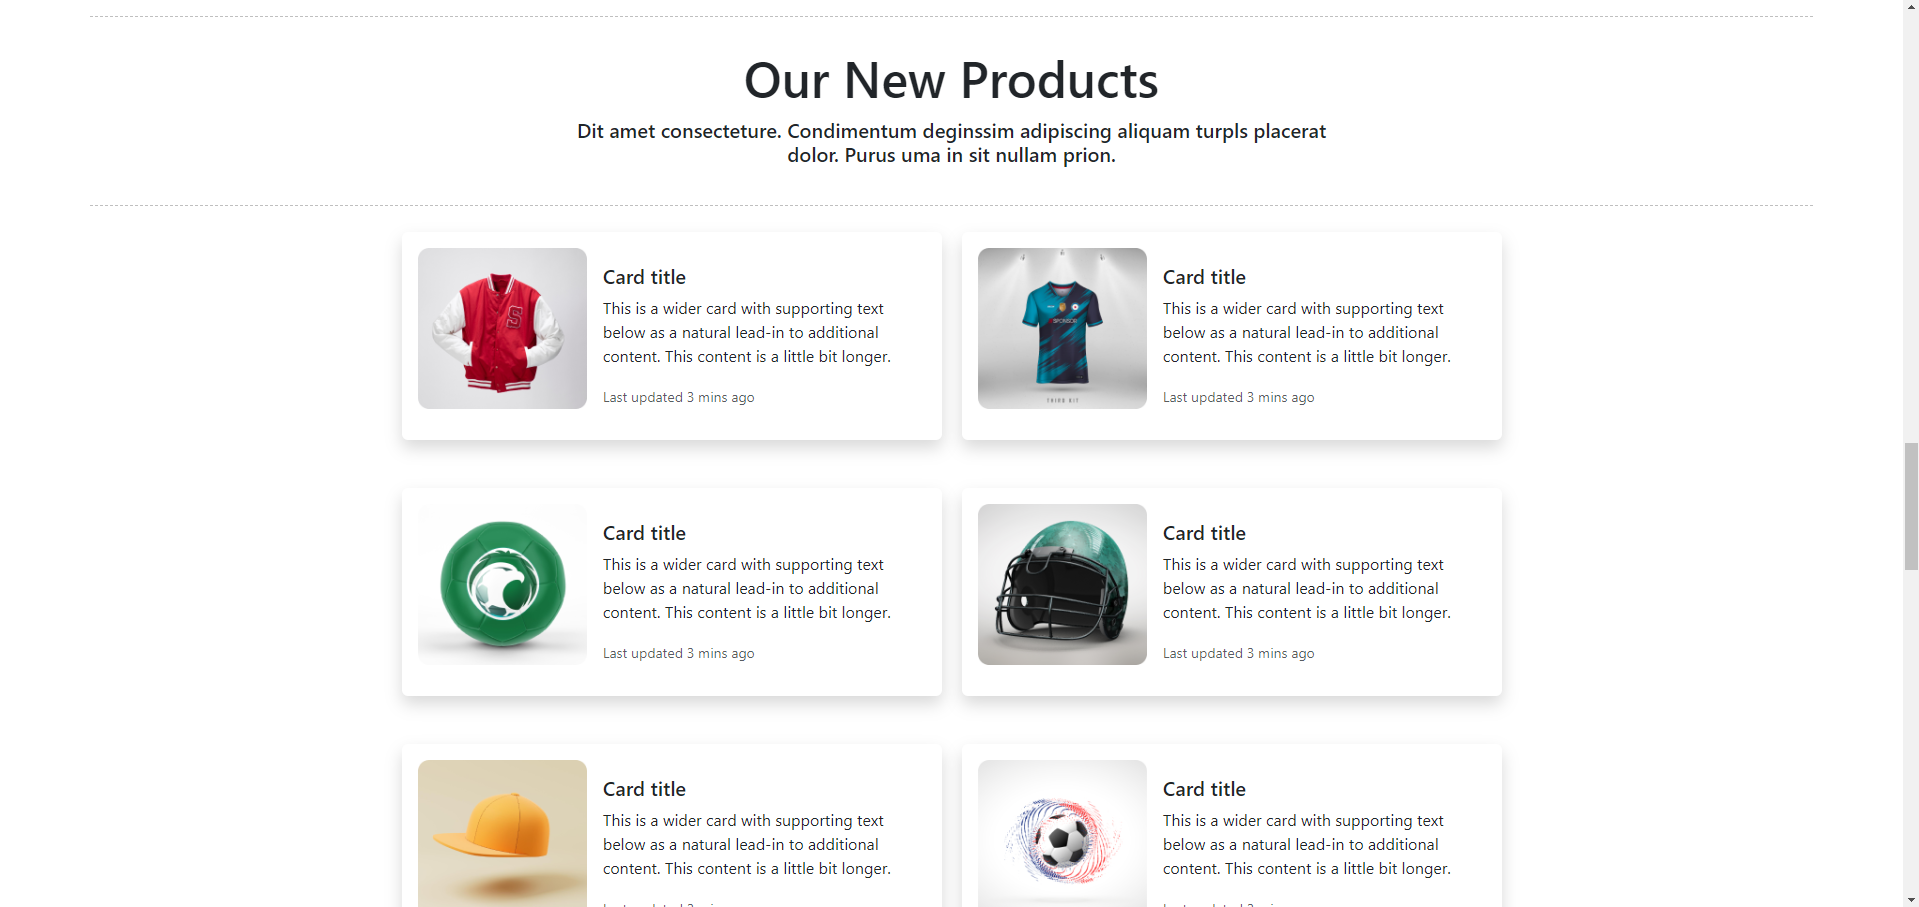 Our New Products
Dit amet consecteture. Condimentum deginssim adipiscing aliquam turpls placerat
dolor. Purus uma in sit nullam prion.
S
Card title
This is a wider card with supporting text
below as a natural lead-in to additional
content. This content is a little bit longer.
Last updated 3 mins ago
SPONSOR
THIRD KIT
Card title
This is a wider card with supporting text
below as a natural lead-in to additional
content. This content is a little bit longer.
Last updated 3 mins ago
Card title
This is a wider card with supporting text
below as a natural lead-in to additional
content. This content is a little bit longer.
Last updated 3 mins ago
Card title
This is a wider card with supporting text
below as a natural lead-in to additional
content. This content is a little bit longer.
Last updated 3 mins ago
Card title
This is a wider card with supporting text
below as a natural lead-in to additional
content. This content is a little bit longer.
Card title
This is a wider card with supporting text
below as a natural lead-in to additional
content. This content is a little bit longer.